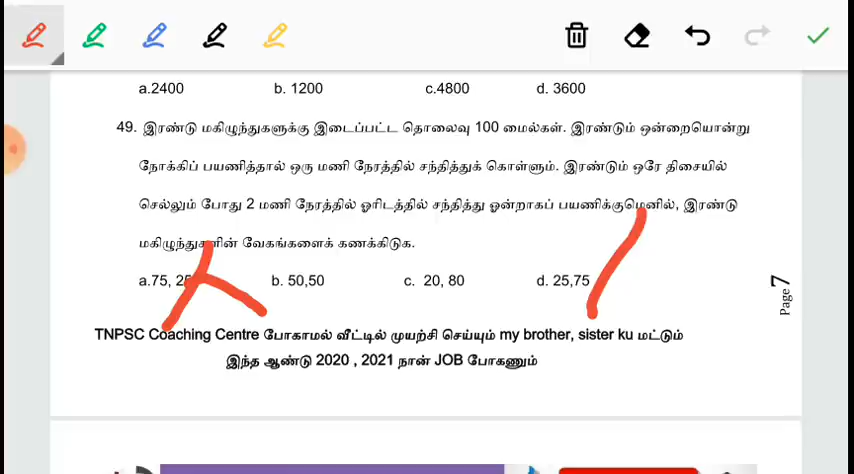 a.2400 b. 1200 c.4800 d. 3600
49. இரண்டு மகிழுந்துகளுக்கு இடைப்பட்ட தொலைவு 100 மைல்கள். இரண்டும் ஒன்றையொன்று
நோக்கிப் பயணித்தால் ஒரு மணி நேரத்தில் சந்தித்துக் கொள்ளும். இரண்டும் ஒரே திசையில்
செல்லும் போது 2 மணி நேரத்தில் ஓரிடத்தில் சந்தித்து ஓன்றாகப் பயணிக்குமெனில், இரண்டு
மகிழுந்துகளின் வேகங்களைக் கணக்கிடுக.
a.75, 25 b. 50,50 c. 20, 80 d. 25,75
Page 7
TNPSC Coaching Centre போகாமல் வீட்டில் முயற்சி செய்யும் my brother, sister ku மட்டும்
இந்த ஆண்டு 2020 , 2021 நான் JOB போகணும்